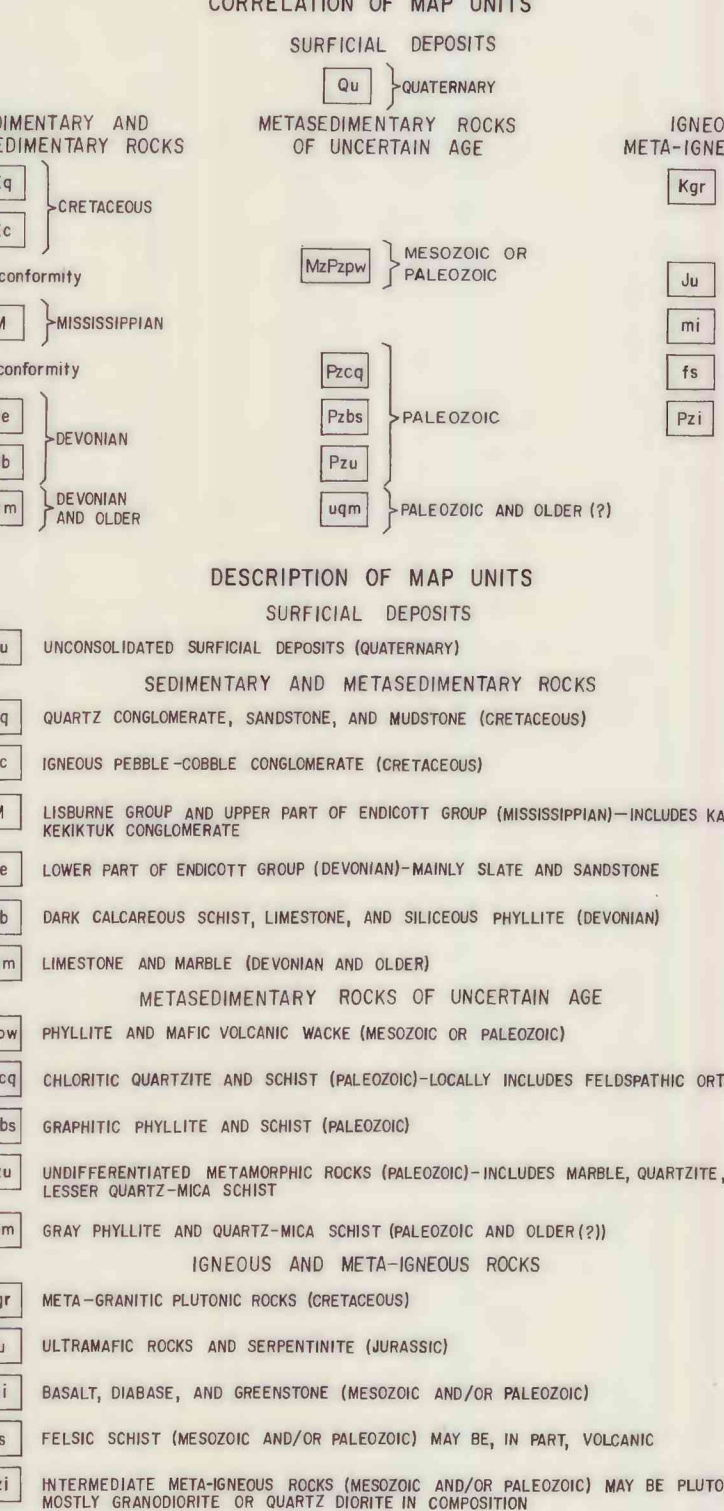 CORRELATION OF MAP UNITS
SURFICIAL DEPOSITS
Qu QUATERNARY
AND METASEDIMENTARY ROCKS
ROCKS OF UNCERTAIN AGE
Kgr
CRETACEOUS
MzPzpw MESOZOIC OR
PALEOZOIC
Ju
MISSISSIPPIAN
mi
Pzcq
fs
Pzbs PALEOZOIC
Pzi
DEVONIAN
Pzu
DEVONIAN
AND OLDER
uqm PALEOZOIC AND OLDER (?)
DESCRIPTION OF MAP UNITS
SURFICIAL DEPOSITS
u UNCONSOLIDATED SURFICIAL DEPOSITS (QUATERNARY)
SEDIMENTARY AND METASEDIMENTARY ROCKS
q QUARTZ CONGLOMERATE, SANDSTONE, AND MUDSTONE (CRETACEOUS)
c IGNEOUS PEBBLE-COBBLE CONGLOMERATE (CRETACEOUS)
LISBURNE GROUP AND UPPER PART OF ENDICOTT GROUP (MISSISSIPPIAN)—INCLUDES KA
KEKIKTUK CONGLOMERATE
e LOWER PART OF ENDICOTT GROUP (DEVONIAN)-MAINLY SLATE AND SANDSTONE
b DARK CALCAREOUS SCHIST, LIMESTONE, AND SILICEOUS PHYLLITE (DEVONIAN)
m LIMESTONE AND MARBLE (DEVONIAN AND OLDER)
METASEDIMENTARY ROCKS OF UNCERTAIN AGE
pw PHYLLITE AND MAFIC VOLCANIC WACKE (MESOZOIC OR PALEOZOIC)
cq CHLORITIC QUARTZITE AND SCHIST (PALEOZOIC)-LOCALLY INCLUDES FELDSPATHIC ORT
bs GRAPHITIC PHYLLITE AND SCHIST (PALEOZOIC)
u UNDIFFERENTIATED METAMORPHIC ROCKS (PALEOZOIC)-INCLUDES MARBLE, QUARTZITE,
LESSER QUARTZ-MICA SCHIST
m GRAY PHYLLITE AND QUARTZ-MICA SCHIST (PALEOZOIC AND OLDER(?))
IGNEOUS AND META-IGNEOUS ROCKS
gr META-GRANITIC PLUTONIC ROCKS (CRETACEOUS)
u ULTRAMAFIC ROCKS AND SERPENTINITE (JURASSIC)
i BASALT, DIABASE, AND GREENSTONE (MESOZOIC AND/OR PALEOZOIC)
s FELSIC SCHIST (MESOZOIC AND/OR PALEOZOIC) MAY BE, IN PART, VOLCANIC
zi INTERMEDIATE META-IGNEOUS ROCKS (MESOZOIC AND/OR PALEOZOIC) MAY BE PLUTO
MOSTLY GRANODIORITE OR QUARTZ DIORITE IN COMPOSITION